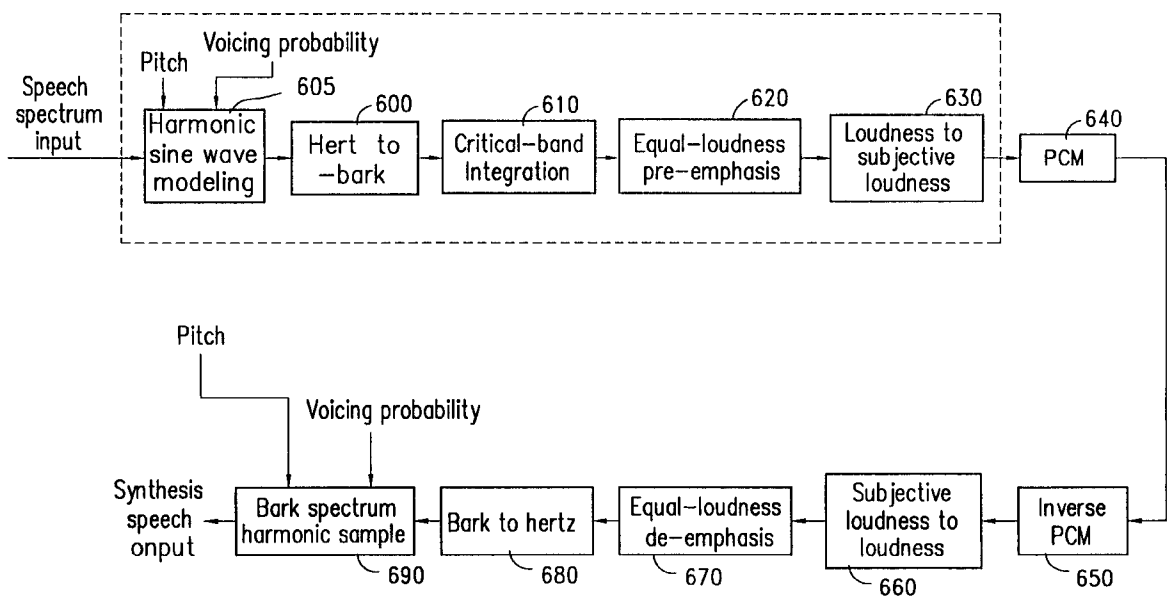 Voicing probability
Pitch
605
Speech
spectrum
input
Harmonic
sine wave
modeling
600
Hert to
-bark
610
Critical-band
Integration
620
Equal-loudness
pre-emphasis
630
Loudness to
subjective
loudness
640
PCM
Pitch
Voicing probability
Synthesis
speech
onput
Bark spectrum
harmonic sample
690
Bark to hertz
680
Equal-loudness
de-emphasis
670
Subjective
loudness to
loudness
660
Inverse
PCM
650